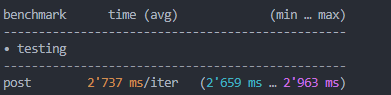 benchmark      time (avg)             (min … max)
-------------------------------------------------
• testing
-------------------------------------------------
post        2'737 ms/iter   (2'659 ms … 2'963 ms)